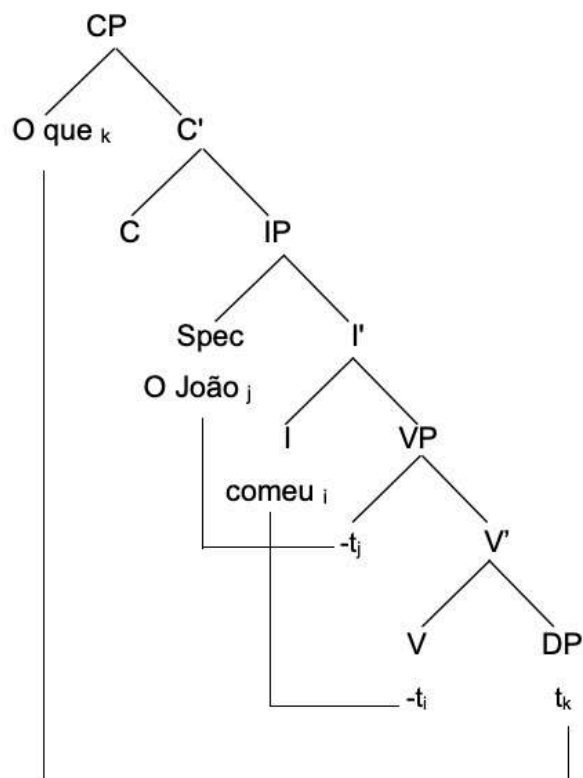 CP
O que k C'
C IP
Spec I'
O João j
I VP
comeu i
-tj V'
V DP
-ti tk